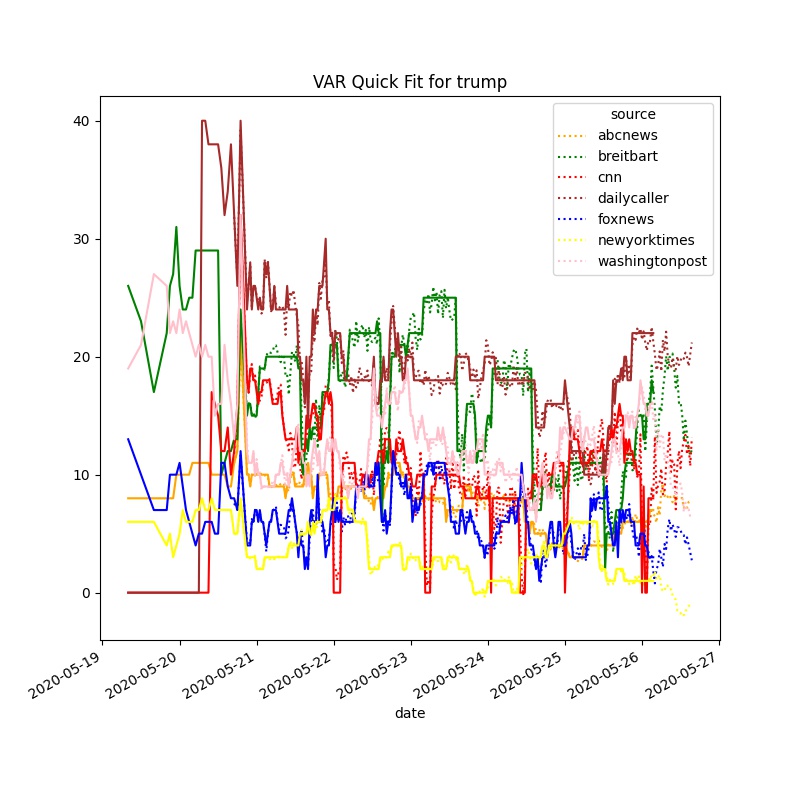 VAR Quick Fit for trump
source
abcnews
breitbart
cnn
dailycaller
foxnews
newyorktimes
washingtonpost
40
30
20
10
0
2020-05-19
2020-05-20
2020-05-21
2020-05-22
2020-05-23
2020-05-24
2020-05-25
2020-05-26
2020-05-27
date